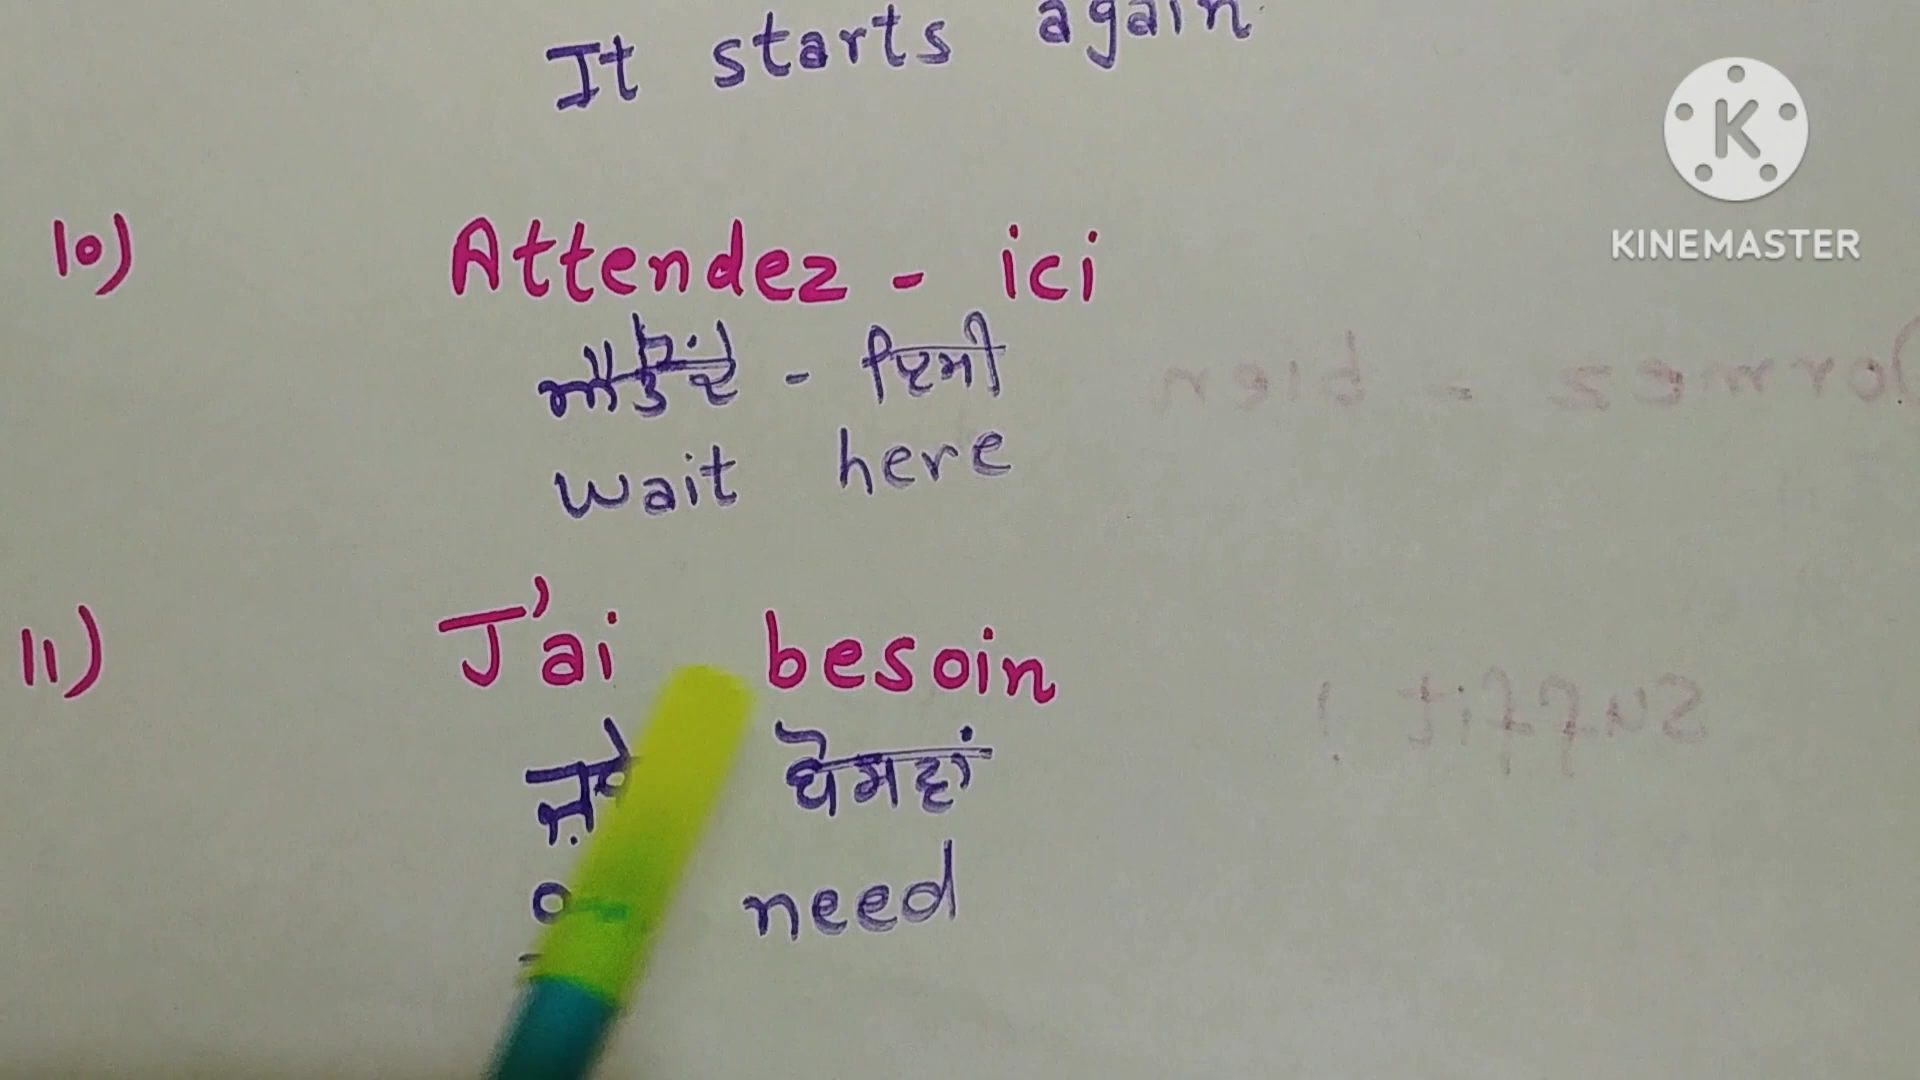 It starts again
10) Attendez - ici
- ਇਸੀ
wait here
11) J'ai besoin
ਬੇਸਵਾਂ
need
KINEMASTER